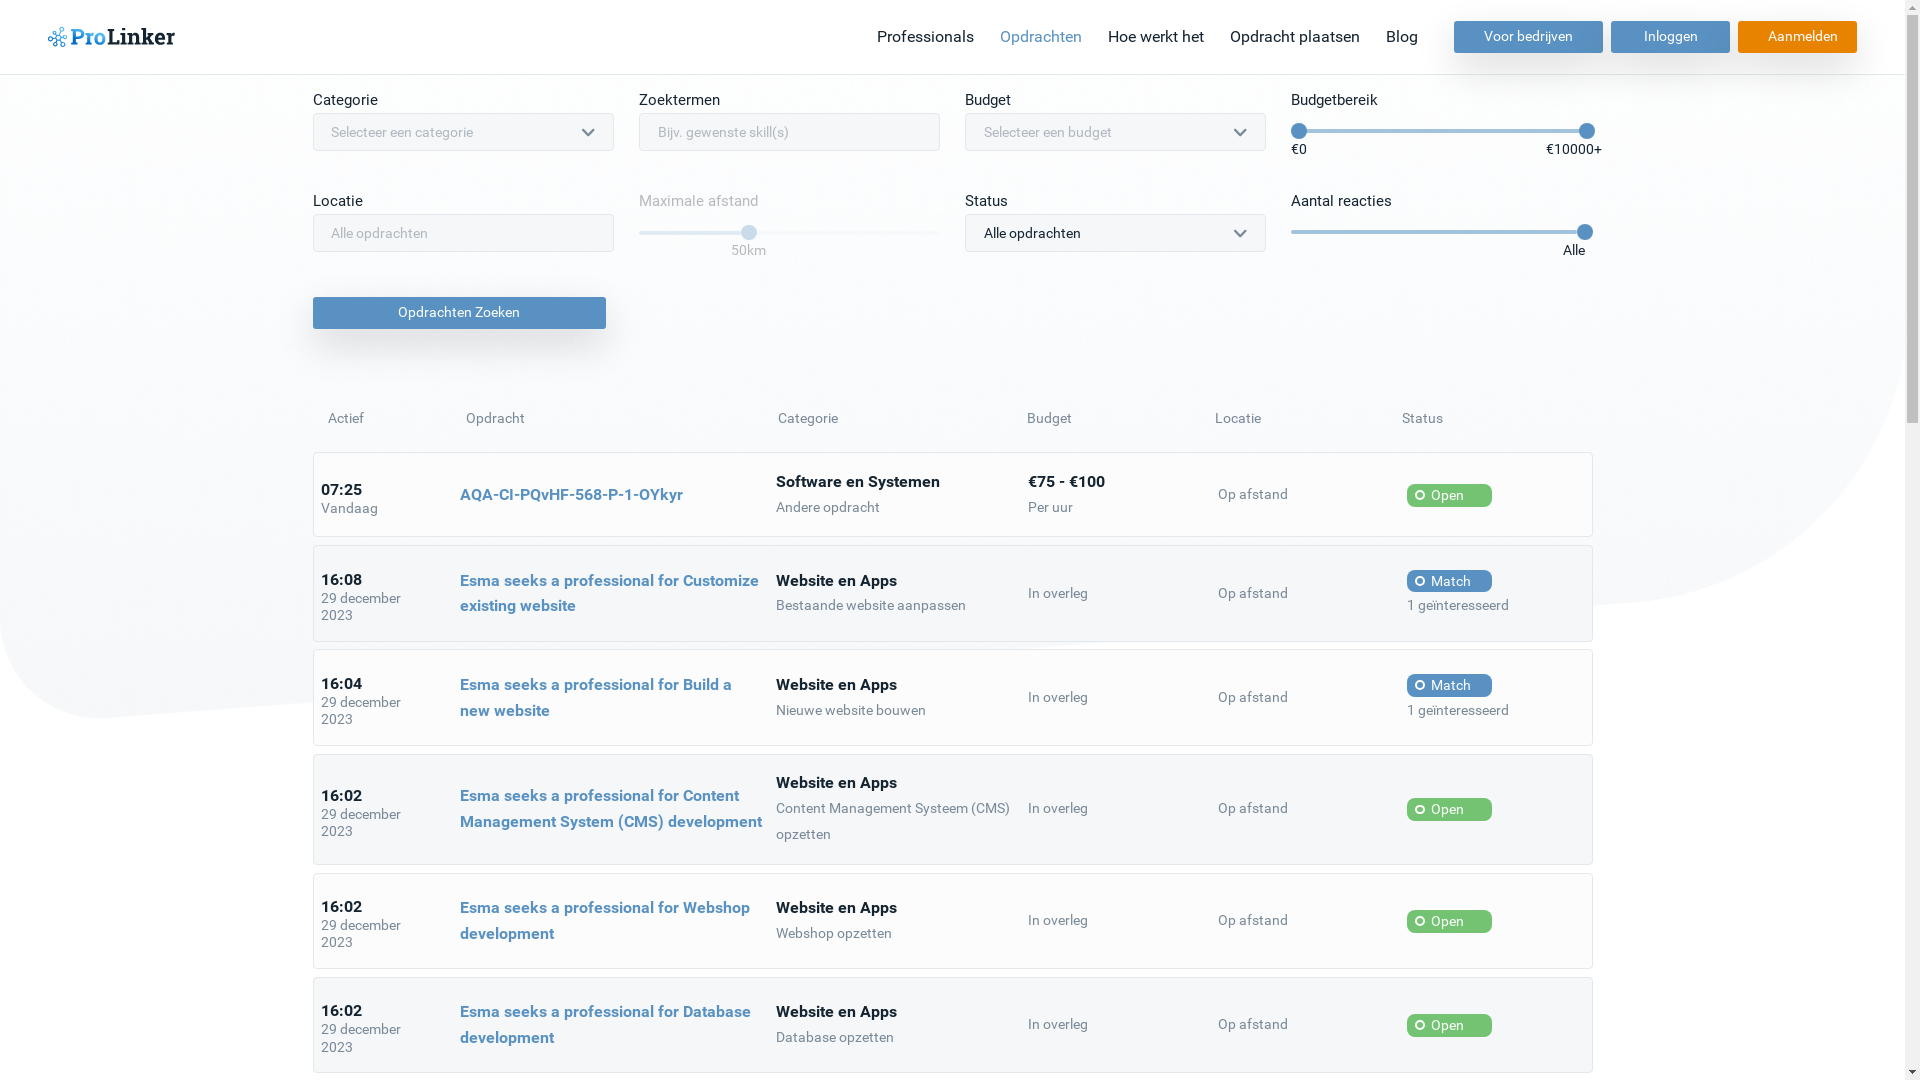 ProLinker
Professionals
Opdrachten
Hoe werkt het
Opdracht plaatsen
Blog
Voor bedrijven
Inloggen
Aanmelden
Categorie
Zoektermen
Budget
Budgetbereik
Selecteer een categorie
Bijv. gewenste skill(s)
Selecteer een budget
€0
€10000+
Locatie
Maximale afstand
Status
Aantal reacties
Alle opdrachten
50km
Alle opdrachten
Alle
Opdrachten Zoeken
Actief
Opdracht
Categorie
Budget
Locatie
Status
07:25
Vandaag
AQA-CI-PQvHF-568-P-1-OYkyr
Software en Systemen
Andere opdracht
€75 - €100
Per uur
Op afstand
Open
16:08
29 december
2023
Esma seeks a professional for Customize
existing website
Website en Apps
Bestaande website aanpassen
In overleg
Op afstand
Match
1 geïnteresseerd
16:04
29 december
2023
Esma seeks a professional for Build a
new website
Website en Apps
Nieuwe website bouwen
In overleg
Op afstand
Match
1 geïnteresseerd
16:02
29 december
2023
Esma seeks a professional for Content
Management System (CMS) development
Website en Apps
Content Management Systeem (CMS)
opzetten
In overleg
Op afstand
Open
16:02
29 december
2023
Esma seeks a professional for Webshop
development
Website en Apps
Webshop opzetten
In overleg
Op afstand
Open
16:02
29 december
2023
Esma seeks a professional for Database
development
Website en Apps
Database opzetten
In overleg
Op afstand
Open